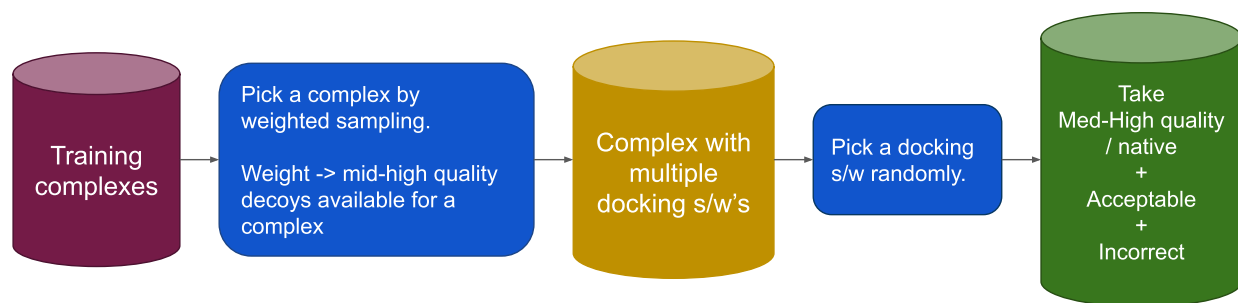 Training
complexes
Pick a complex by
weighted sampling.
Weight -> mid-high quality
decoys available for a
complex
Complex with
multiple
docking s/w's
Pick a docking
s/w randomly.
Take
Med-High quality
/ native
+
Acceptable
+
Incorrect